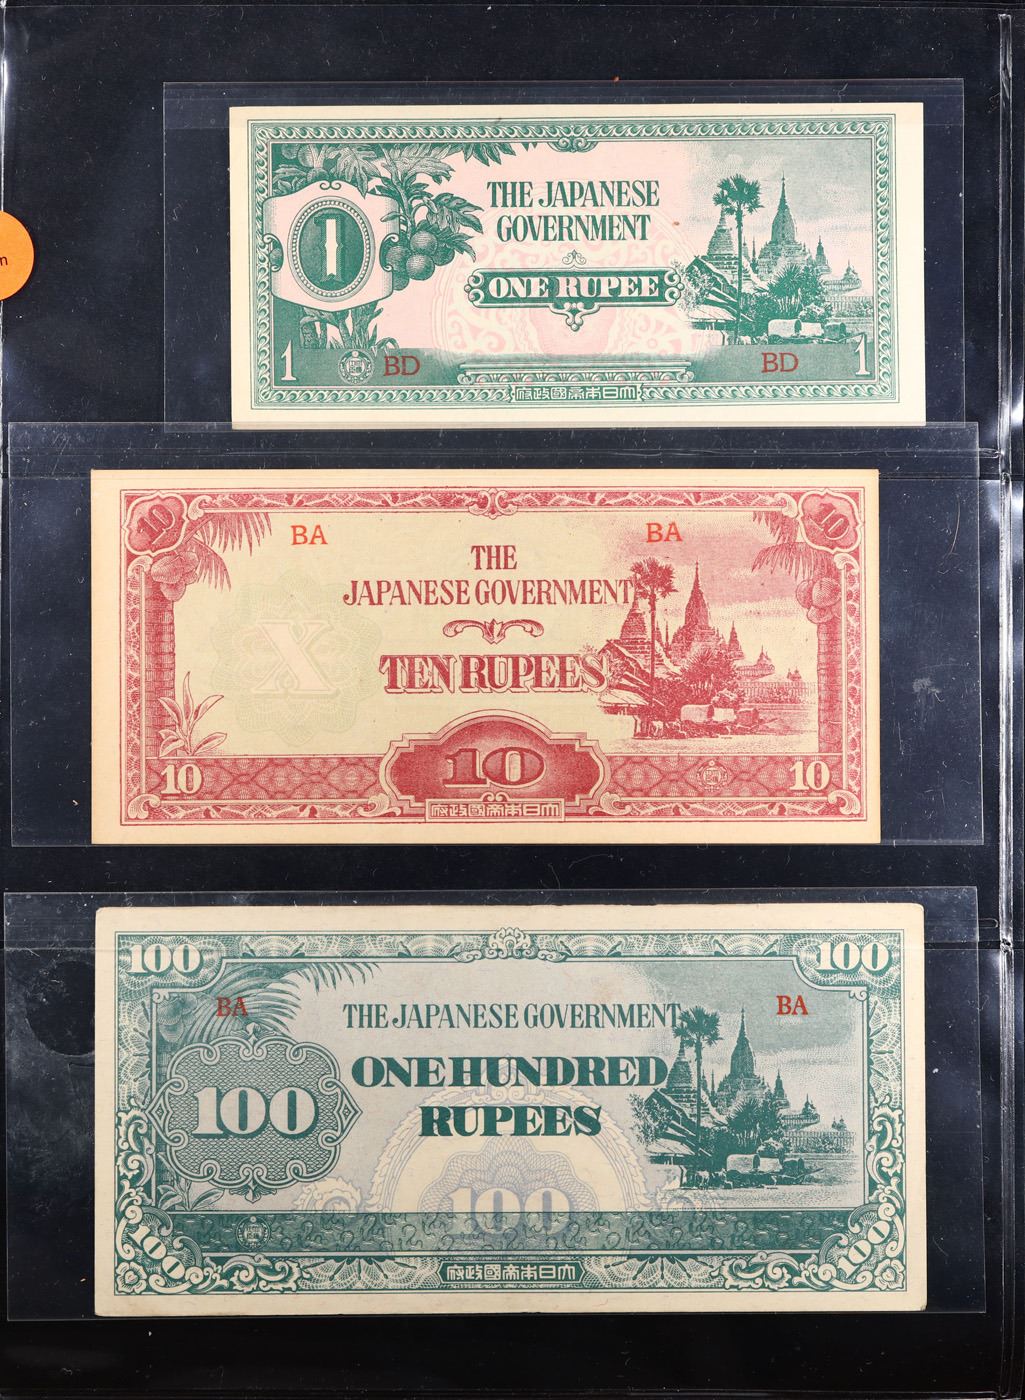 n
THE JAPANESE
GOVERNMENT
1
ONE RUPEE
BD BD
1 1
府政國帝本日大
10 10
BA BA
THE
JAPANESE GOVERNMENT
X
TEN RUPEES
10
10 10
府政國帝本日大
100 100
BA BA
THE JAPANESE GOVERNMENT
ONE HUNDRED
100
RUPEES
100
100 100
府政國帝本日大